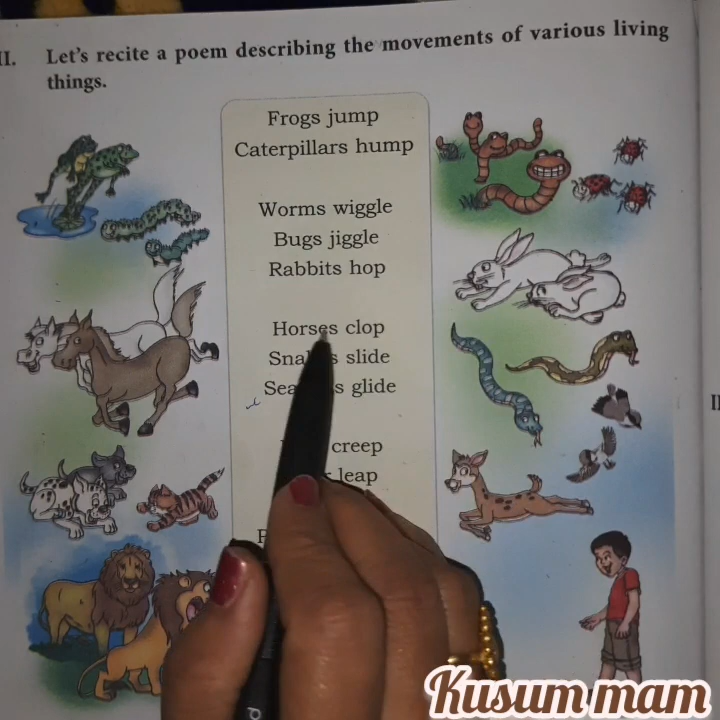 II. Let's recite a poem describing the movements of various living
things.
Frogs jump
Caterpillars hump
Worms wiggle
Bugs jiggle
Rabbits hop
Horses clop
slide
glide
creep
leap
Kusum mam